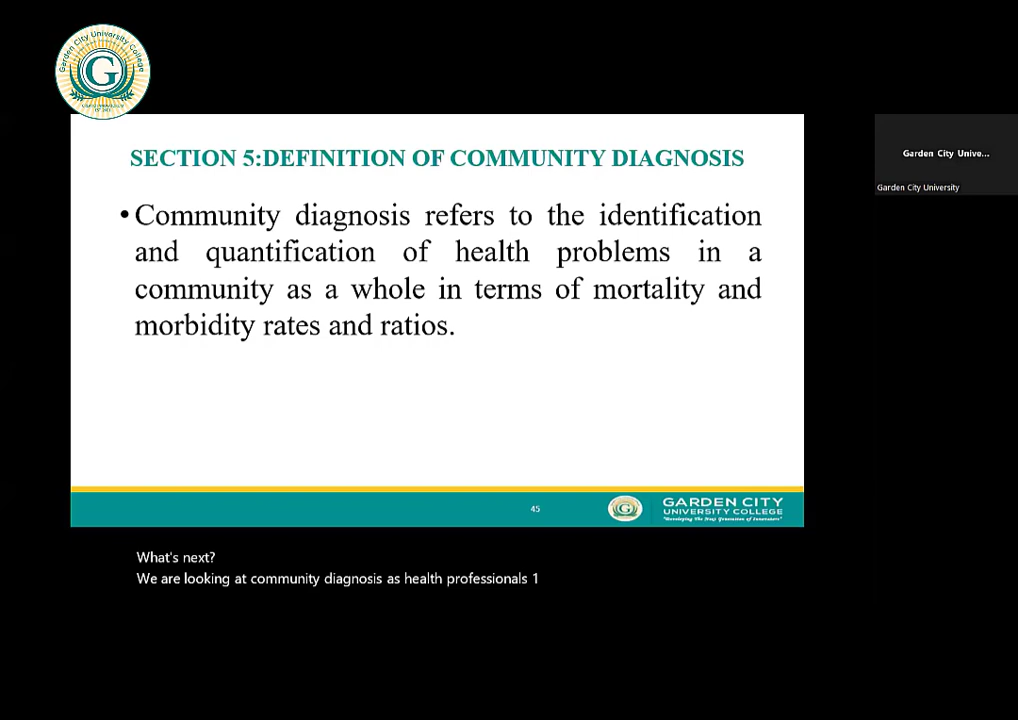 Garden City University College
G
SECTION 5:DEFINITION OF COMMUNITY DIAGNOSIS
• Community diagnosis refers to the identification
and quantification of health problems in a
community as a whole in terms of mortality and
morbidity rates and ratios.
Garden City Unive...
Garden City University
45
GARDEN CITY
UNIVERSITY COLLEGE
What's next?
We are looking at community diagnosis as health professionals 1